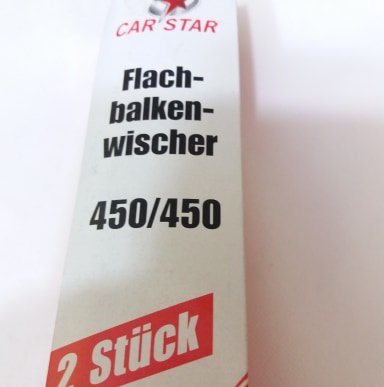 CAR STAR
Flach-
balken-
wischer
450/450
2 Stück